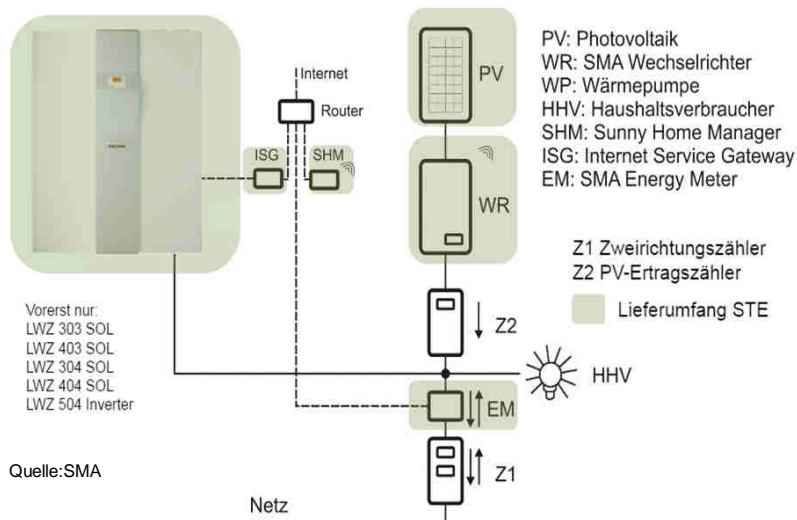 Internet
Router
ISG
SHM
PV
WR
PV: Photovoltaik
WR: SMA Wechselrichter
WP: Wärmepumpe
HHV: Haushaltsverbraucher
SHM: Sunny Home Manager
ISG: Internet Service Gateway
EM: SMA Energy Meter
Z1 Zweirichtungszähler
Z2 PV-Ertragszähler
Lieferumfang STE
Vorerst nur:
LWZ 303 SOL
LWZ 403 SOL
LWZ 304 SOL
LWZ 404 SOL
LWZ 504 Inverter
Z2
HHV
EM
Z1
Quelle:SMA
Netz